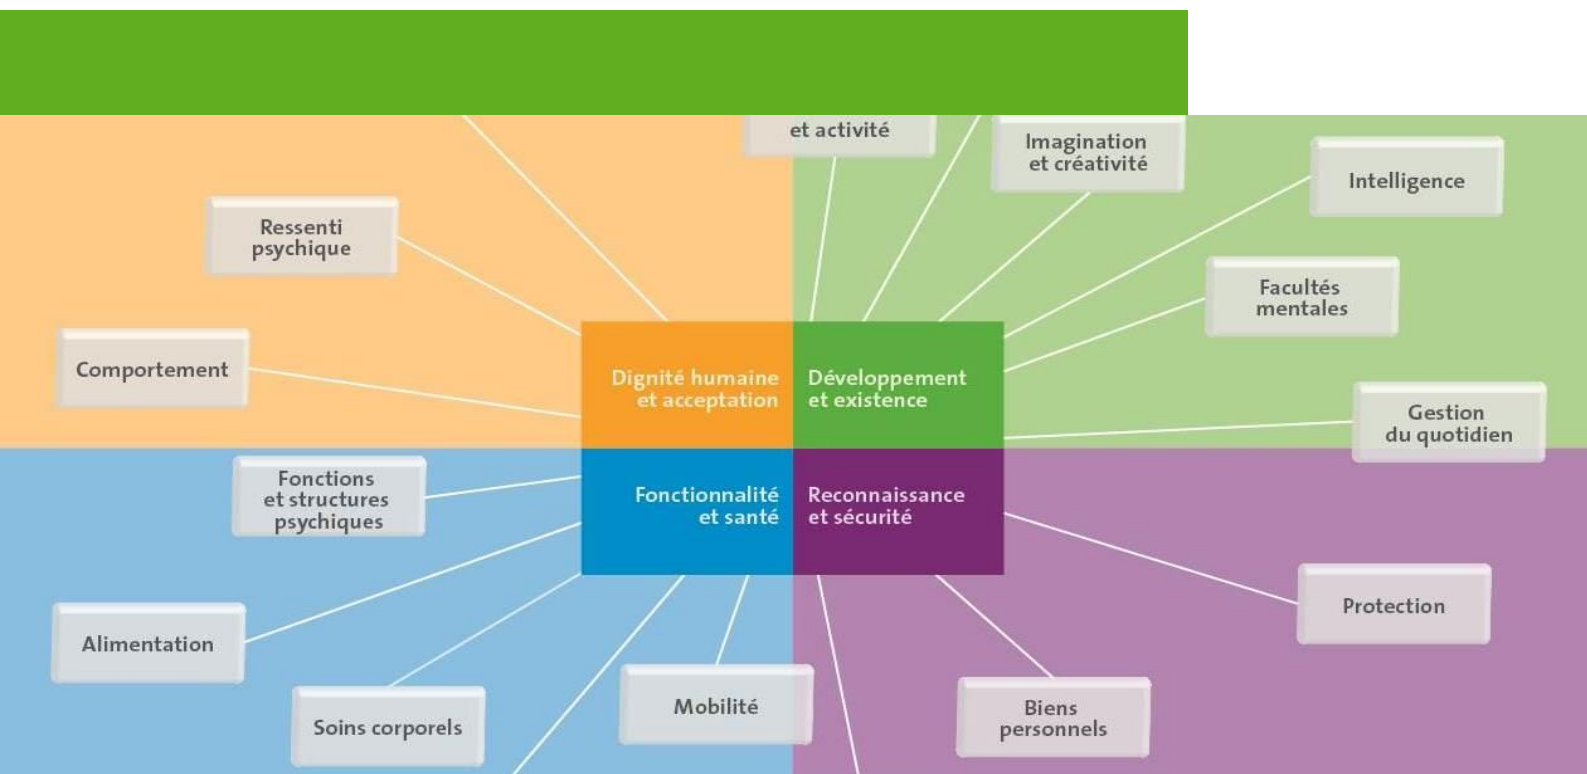 et activité
Imagination
et créativité
Intelligence
Ressenti
psychique
Facultés
mentales
Comportement
Dignité humaine
et acceptation
Développement
et existence
Gestion
du quotidien
Fonctions
et structures
psychiques
Fonctionnalité
et santé
Reconnaissance
et sécurité
Protection
Alimentation
Soins corporels
Mobilité
Biens
personnels